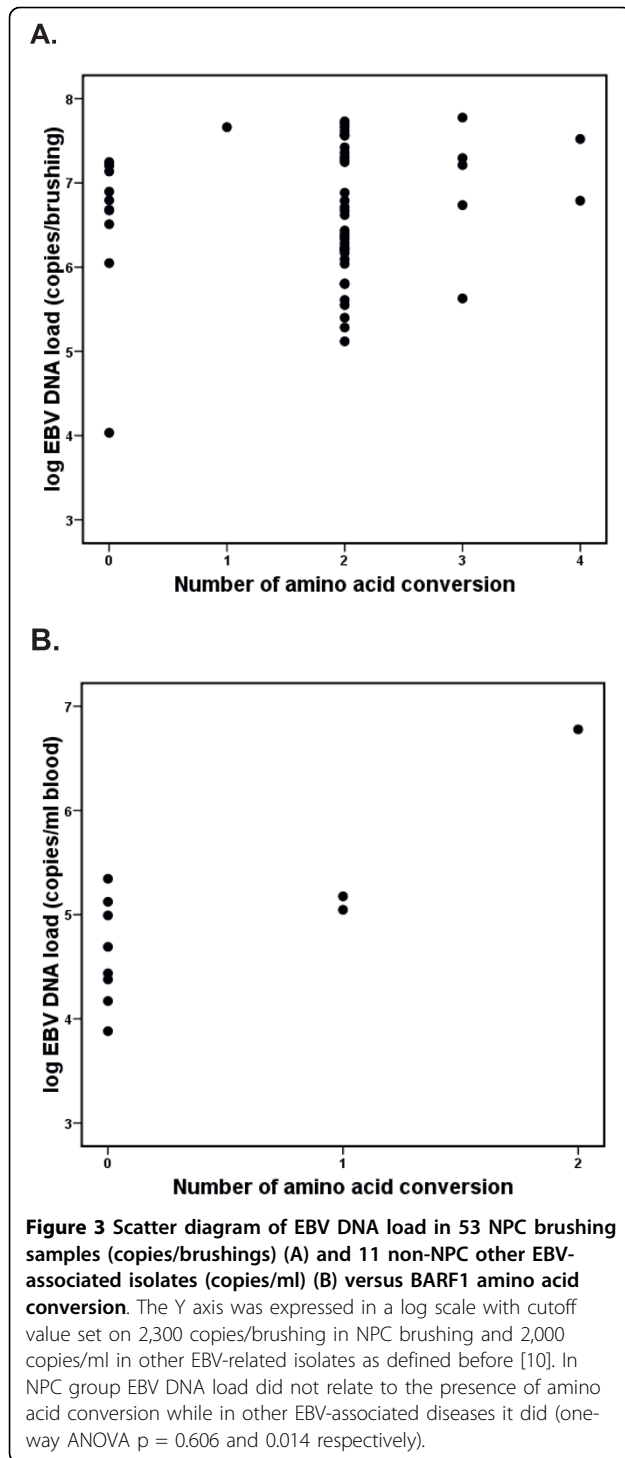 A.
8
7
6
5
4
3
log EBV DNA load (copies/brushing)
0 1 2 3 4
Number of amino acid conversion
B.
7
6
5
4
3
log EBV DNA load (copies/ml blood)
0 1 2
Number of amino acid conversion
Figure 3 Scatter diagram of EBV DNA load in 53 NPC brushing
samples (copies/brushings) (A) and 11 non-NPC other EBV-
associated isolates (copies/ml) (B) versus BARF1 amino acid
conversion. The Y axis was expressed in a log scale with cutoff
value set on 2,300 copies/brushing in NPC brushing and 2,000
copies/ml in other EBV-related isolates as defined before [10]. In
NPC group EBV DNA load did not relate to the presence of amino
acid conversion while in other EBV-associated diseases it did (one-
way ANOVA p = 0.606 and 0.014 respectively).